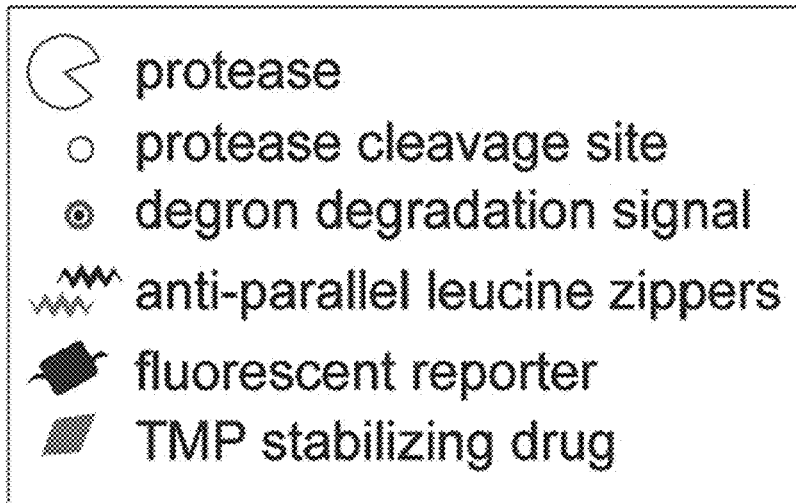 protease
protease cleavage site
degron degradation signal
anti-parallel leucine zippers
fluorescent reporter
TMP stabilizing drug